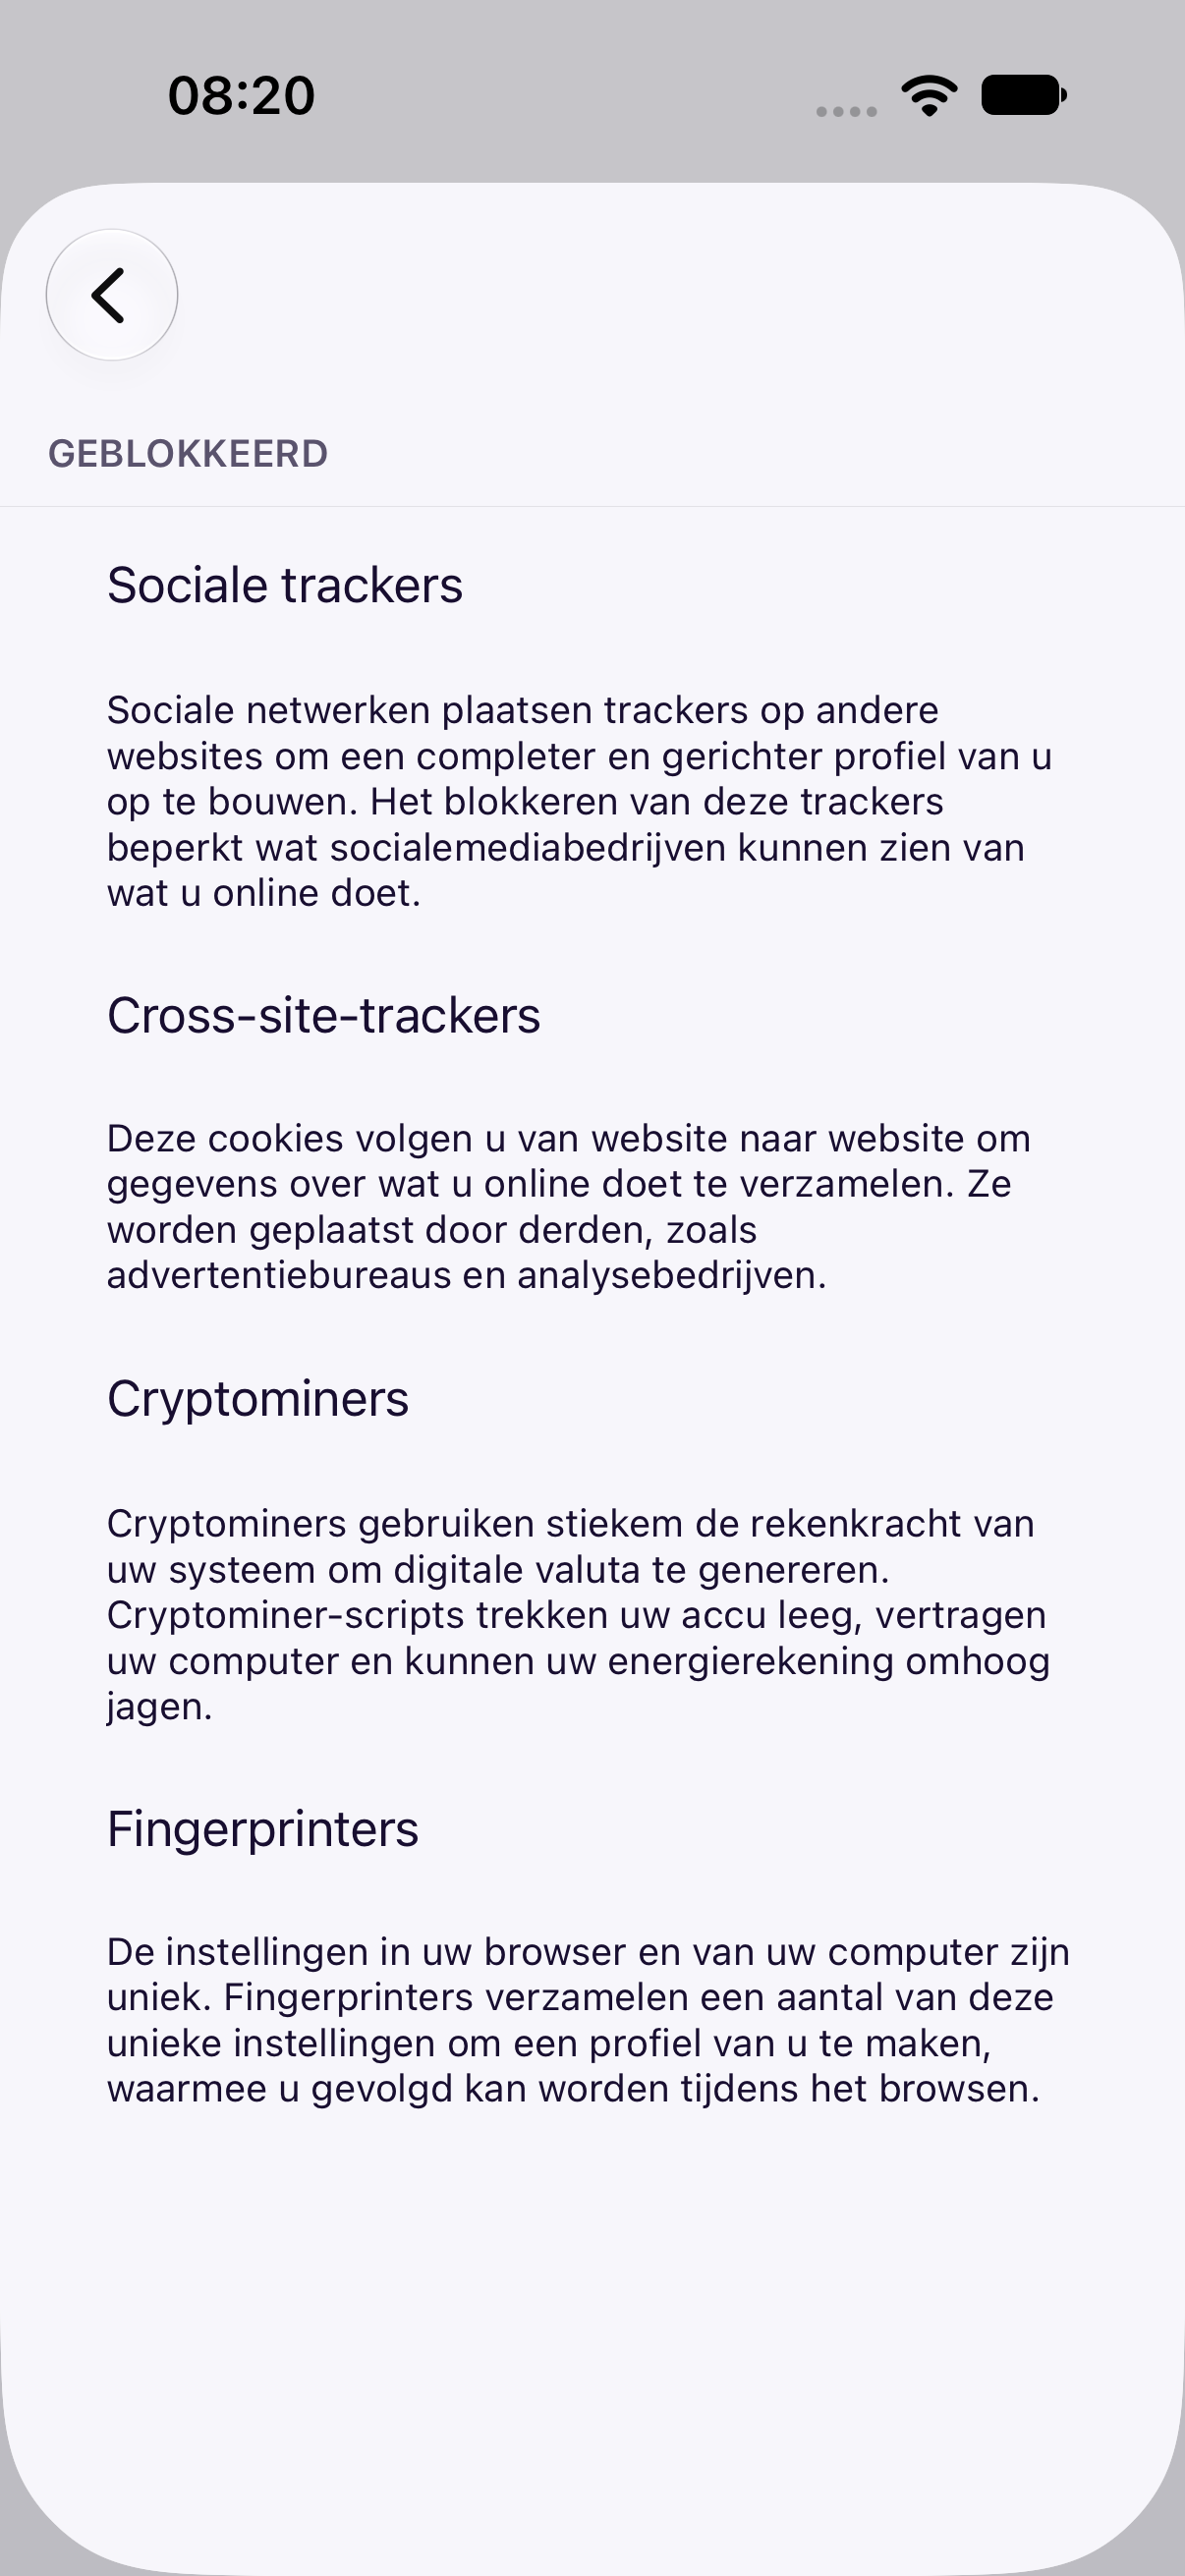 08:20
GEBLOKKEERD
Sociale trackers
Sociale netwerken plaatsen trackers op andere
websites om een completer en gerichter profiel van u
op te bouwen. Het blokkeren van deze trackers
beperkt wat socialemediabedrijven kunnen zien van
wat u online doet.
Cross-site-trackers
Deze cookies volgen u van website naar website om
gegevens over wat u online doet te verzamelen. Ze
worden geplaatst door derden, zoals
advertentiebureaus en analysebedrijven.
Cryptominers
Cryptominers gebruiken stiekem de rekenkracht van
uw systeem om digitale valuta te genereren.
Cryptominer-scripts trekken uw accu leeg, vertragen
uw computer en kunnen uw energierekening omhoog
jagen.
Fingerprinters
De instellingen in uw browser en van uw computer zijn
uniek. Fingerprinters verzamelen een aantal van deze
unieke instellingen om een profiel van u te maken,
waarmee u gevolgd kan worden tijdens het browsen.